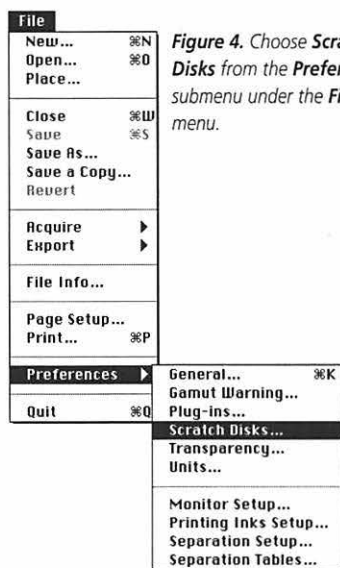 File
New... ⌘N
Open... ⌘O
Place...
Close ⌘W
Save ⌘S
Save As...
Save a Copy...
Revert
Acquire
Export
File Info...
Page Setup...
Print... ⌘P
Preferences
Quit ⌘Q
General... ⌘K
Gamut Warning...
Plug-ins...
Scratch Disks...
Transparency...
Units...
Monitor Setup...
Printing Inks Setup...
Separation Setup...
Separation Tables...
Figure 4. Choose Scra
Disks from the Prefer
submenu under the Fi
menu.